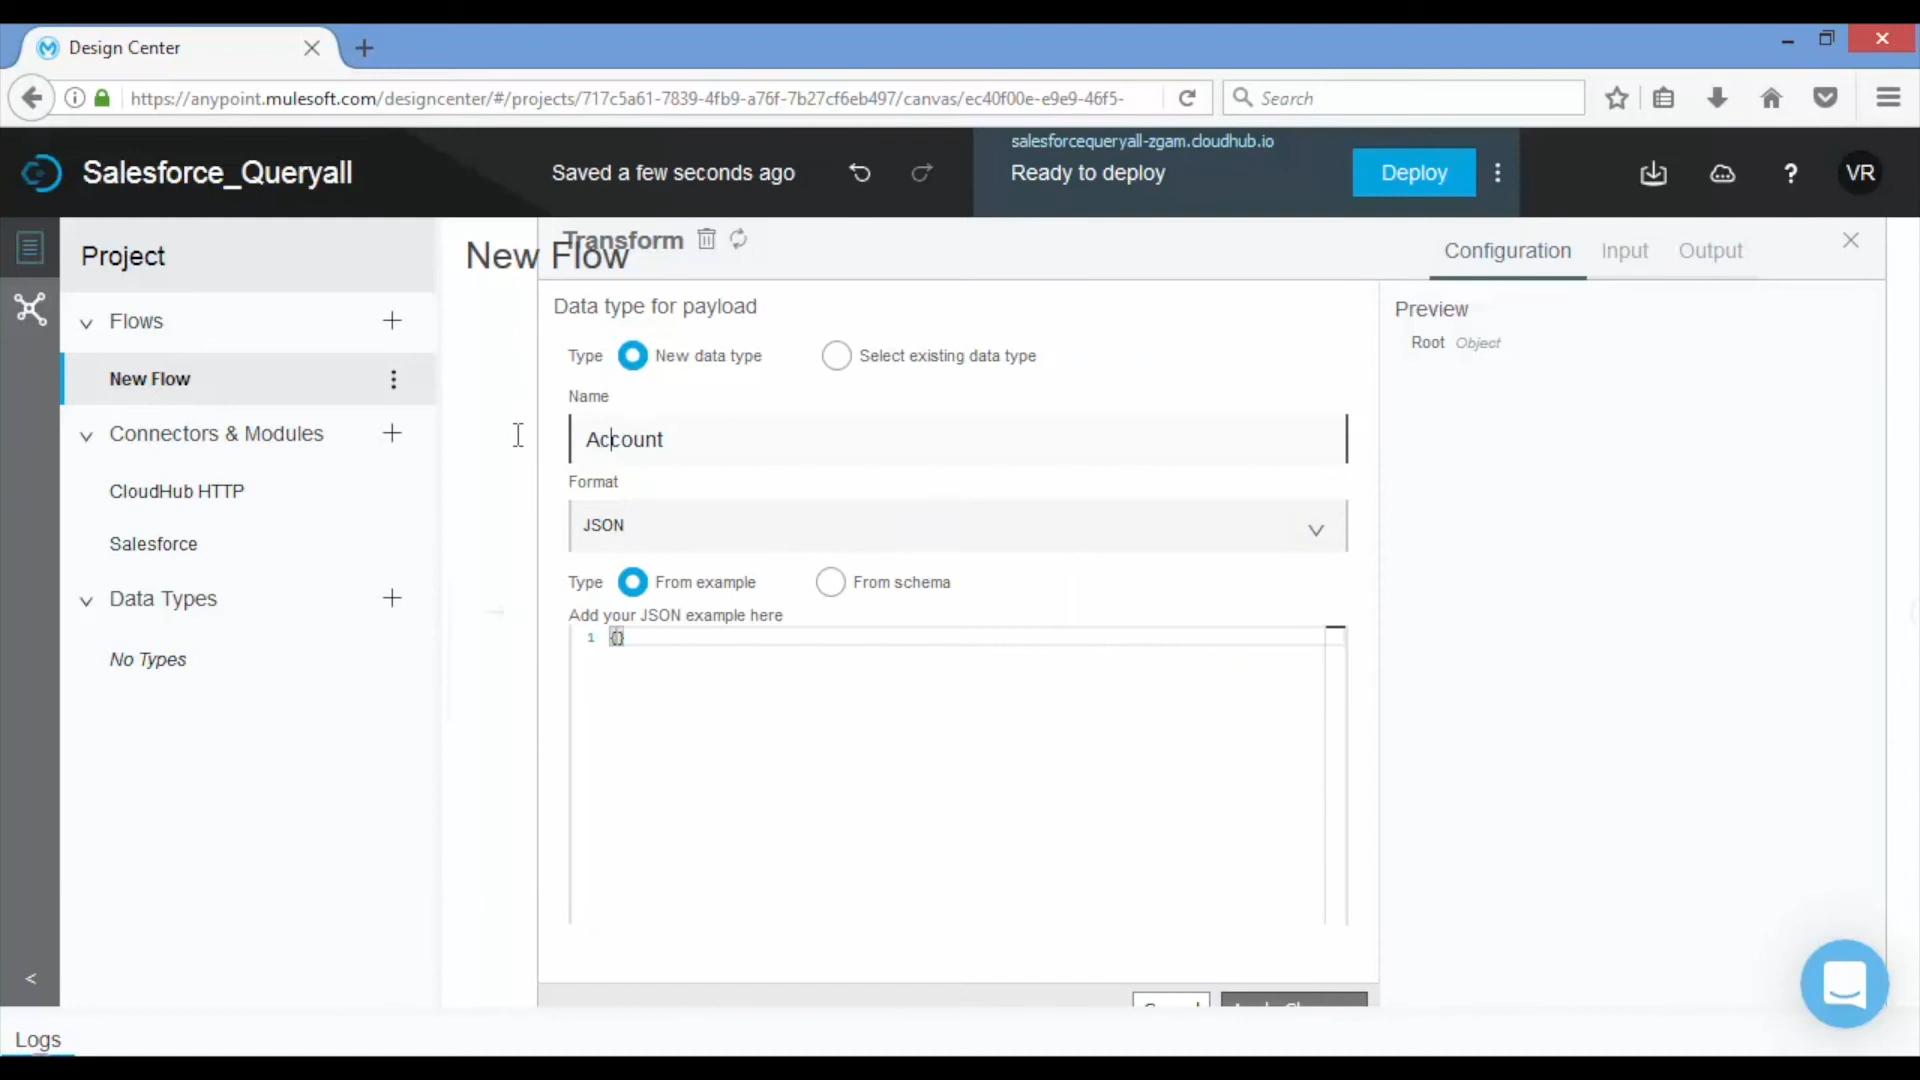 Design Center
https://anypoint.mulesoft.com/designcenter/#/projects/717c5a61-7839-4fb9-a76f-7b27cf6eb497/canvas/ec40f00e-e9e9-46f5-
Search
Salesforce_Queryall
Saved a few seconds ago
salesforcequeryall-zgam.cloudhub.io
Ready to deploy
Deploy
?
VR
Project
Flows
New Flow
Connectors & Modules
CloudHub HTTP
Salesforce
Data Types
No Types
<
New Flow
Transform
Configuration
Input
Output
Data type for payload
Type
New data type
Select existing data type
Name
Account
Format
JSON
Type
From example
From schema
Add your JSON example here
1
{}
Preview
Root Object
Logs